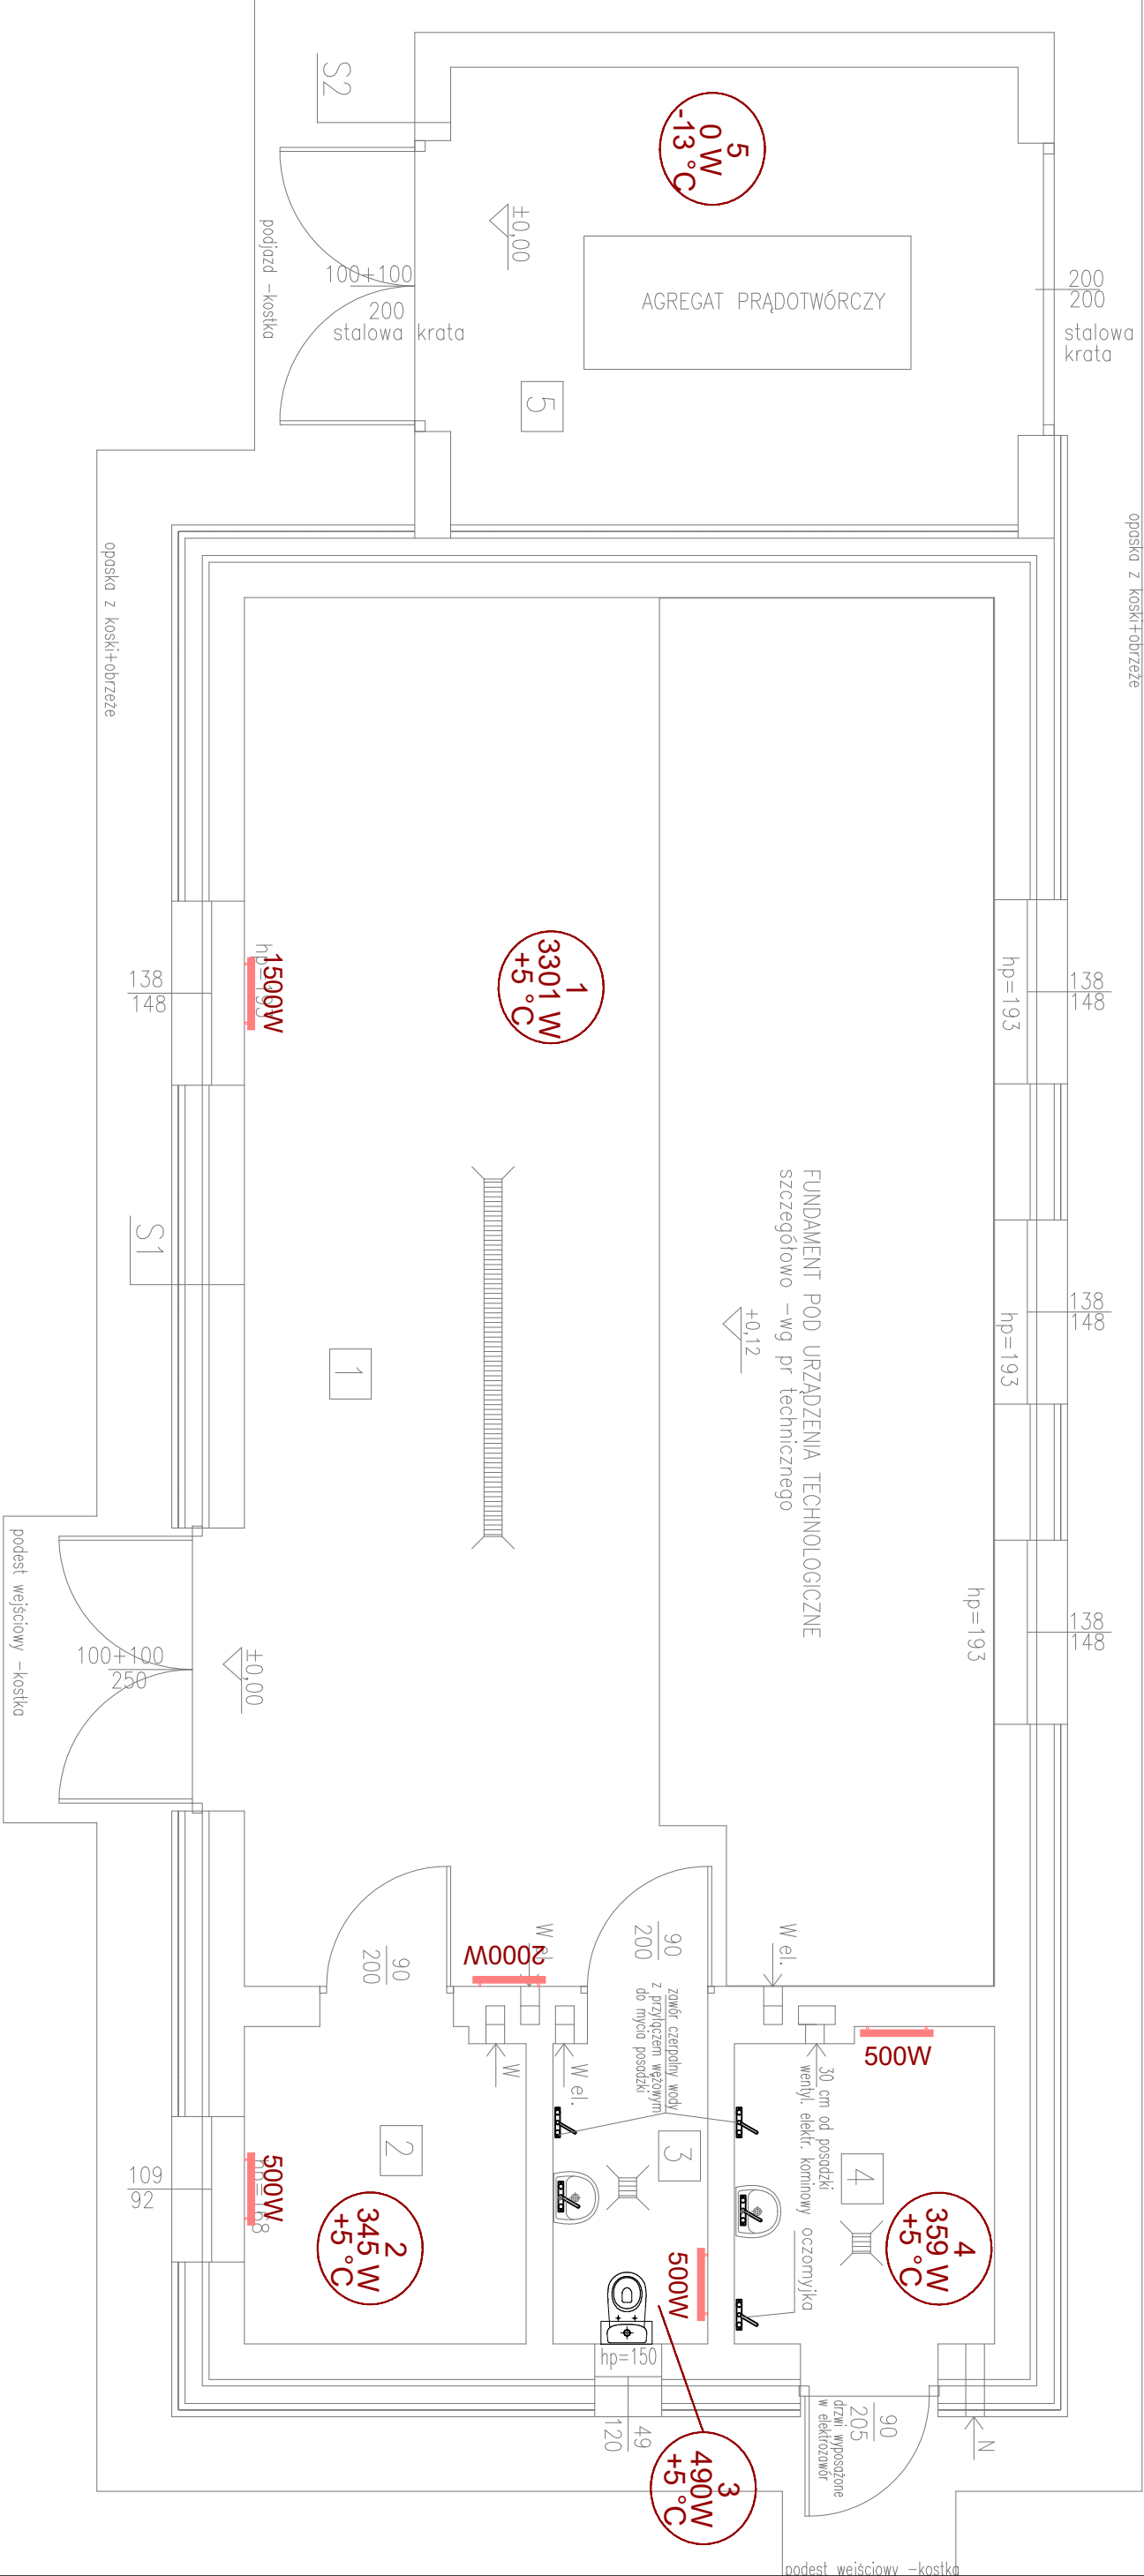 S2
5
0 W
-13 °C
±0,00
AGREGAT PRĄDOTWÓRCZY
200
200
stalowa
krata
podjazd -kostka
100+100
200
stalowa krata
5
opaska z koski+obrzeże
opaska z koski+obrzeże
138
148
1500W
1
3301 W
+5 °C
hp=193
138
148
S1
1
FUNDAMENT POD URZĄDZENIA TECHNOLOGICZNE
szczegółowo -wg pr technicznego
+0,12
hp=193
138
148
podest wejściowy -kostka
100+100
250
±0,00
hp=193
138
148
90
200
W el.
2000W
90
200
zawór czerpalny wody
z przyłączem wężowym
do mycia posadzki
W el.
W
W el.
30 cm od posadzki
wentyl. elektr. kominowy
500W
2
3
4
oczomyjka
109
92
500W
2
345 W
+5 °C
500W
4
359 W
+5 °C
hp=150
49
120
3
490W
+5 °C
90
205
drzwi wyposażone
w elektrozawór
N
podest wejściowy -kostka